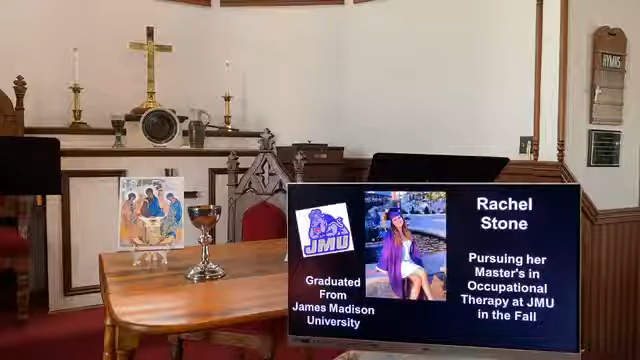 HYMNS
JMU
Graduated
From
James Madison
University
Rachel
Stone
Pursuing her
Master's in
Occupational
Therapy at JMU
in the Fall